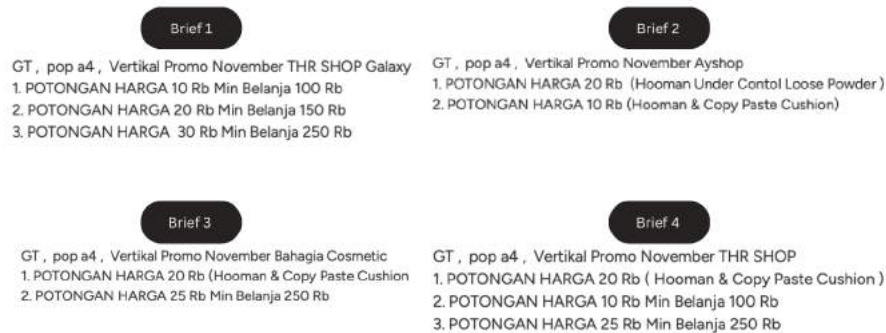 Brief 1
GT , pop a4 , Vertikal Promo November THR SHOP Galaxy
1. POTONGAN HARGA 10 Rb Min Belanja 100 Rb
2. POTONGAN HARGA 20 Rb Min Belanja 150 Rb
3. POTONGAN HARGA 30 Rb Min Belanja 250 Rb
Brief 2
GT , pop a4 , Vertikal Promo November Ayshop
1. POTONGAN HARGA 20 Rb (Hooman Under Contol Loose Powder )
2. POTONGAN HARGA 10 Rb (Hooman & Copy Paste Cushion)
Brief 3
GT , pop a4 , Vertikal Promo November Bahagia Cosmetic
1. POTONGAN HARGA 20 Rb (Hooman & Copy Paste Cushion
2. POTONGAN HARGA 25 Rb Min Belanja 250 Rb
Brief 4
GT , pop a4 , Vertikal Promo November THR SHOP
1. POTONGAN HARGA 20 Rb ( Hooman & Copy Paste Cushion )
2. POTONGAN HARGA 10 Rb Min Belanja 100 Rb
3. POTONGAN HARGA 25 Rb Min Belanja 250 Rb